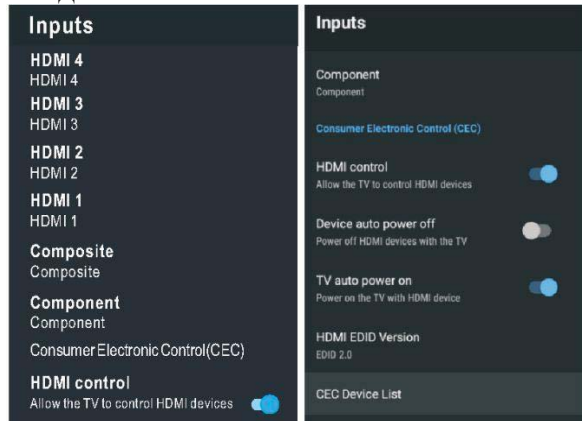 Inputs
HDMI 4
HDMI 4
HDMI 3
HDMI 3
HDMI 2
HDMI 2
HDMI 1
HDMI 1
Composite
Composite
Component
Component
Consumer Electronic Control(CEC)
HDMI control
Allow the TV to control HDMI devices
Inputs
Component
Component
Consumer Electronic Control (CEC)
HDMI control
Allow the TV to control HDMI devices
Device auto power off
Power off HDMI devices with the TV
TV auto power on
Power on the TV with HDMI device
HDMI EDID Version
EDID 2.0
CEC Device List